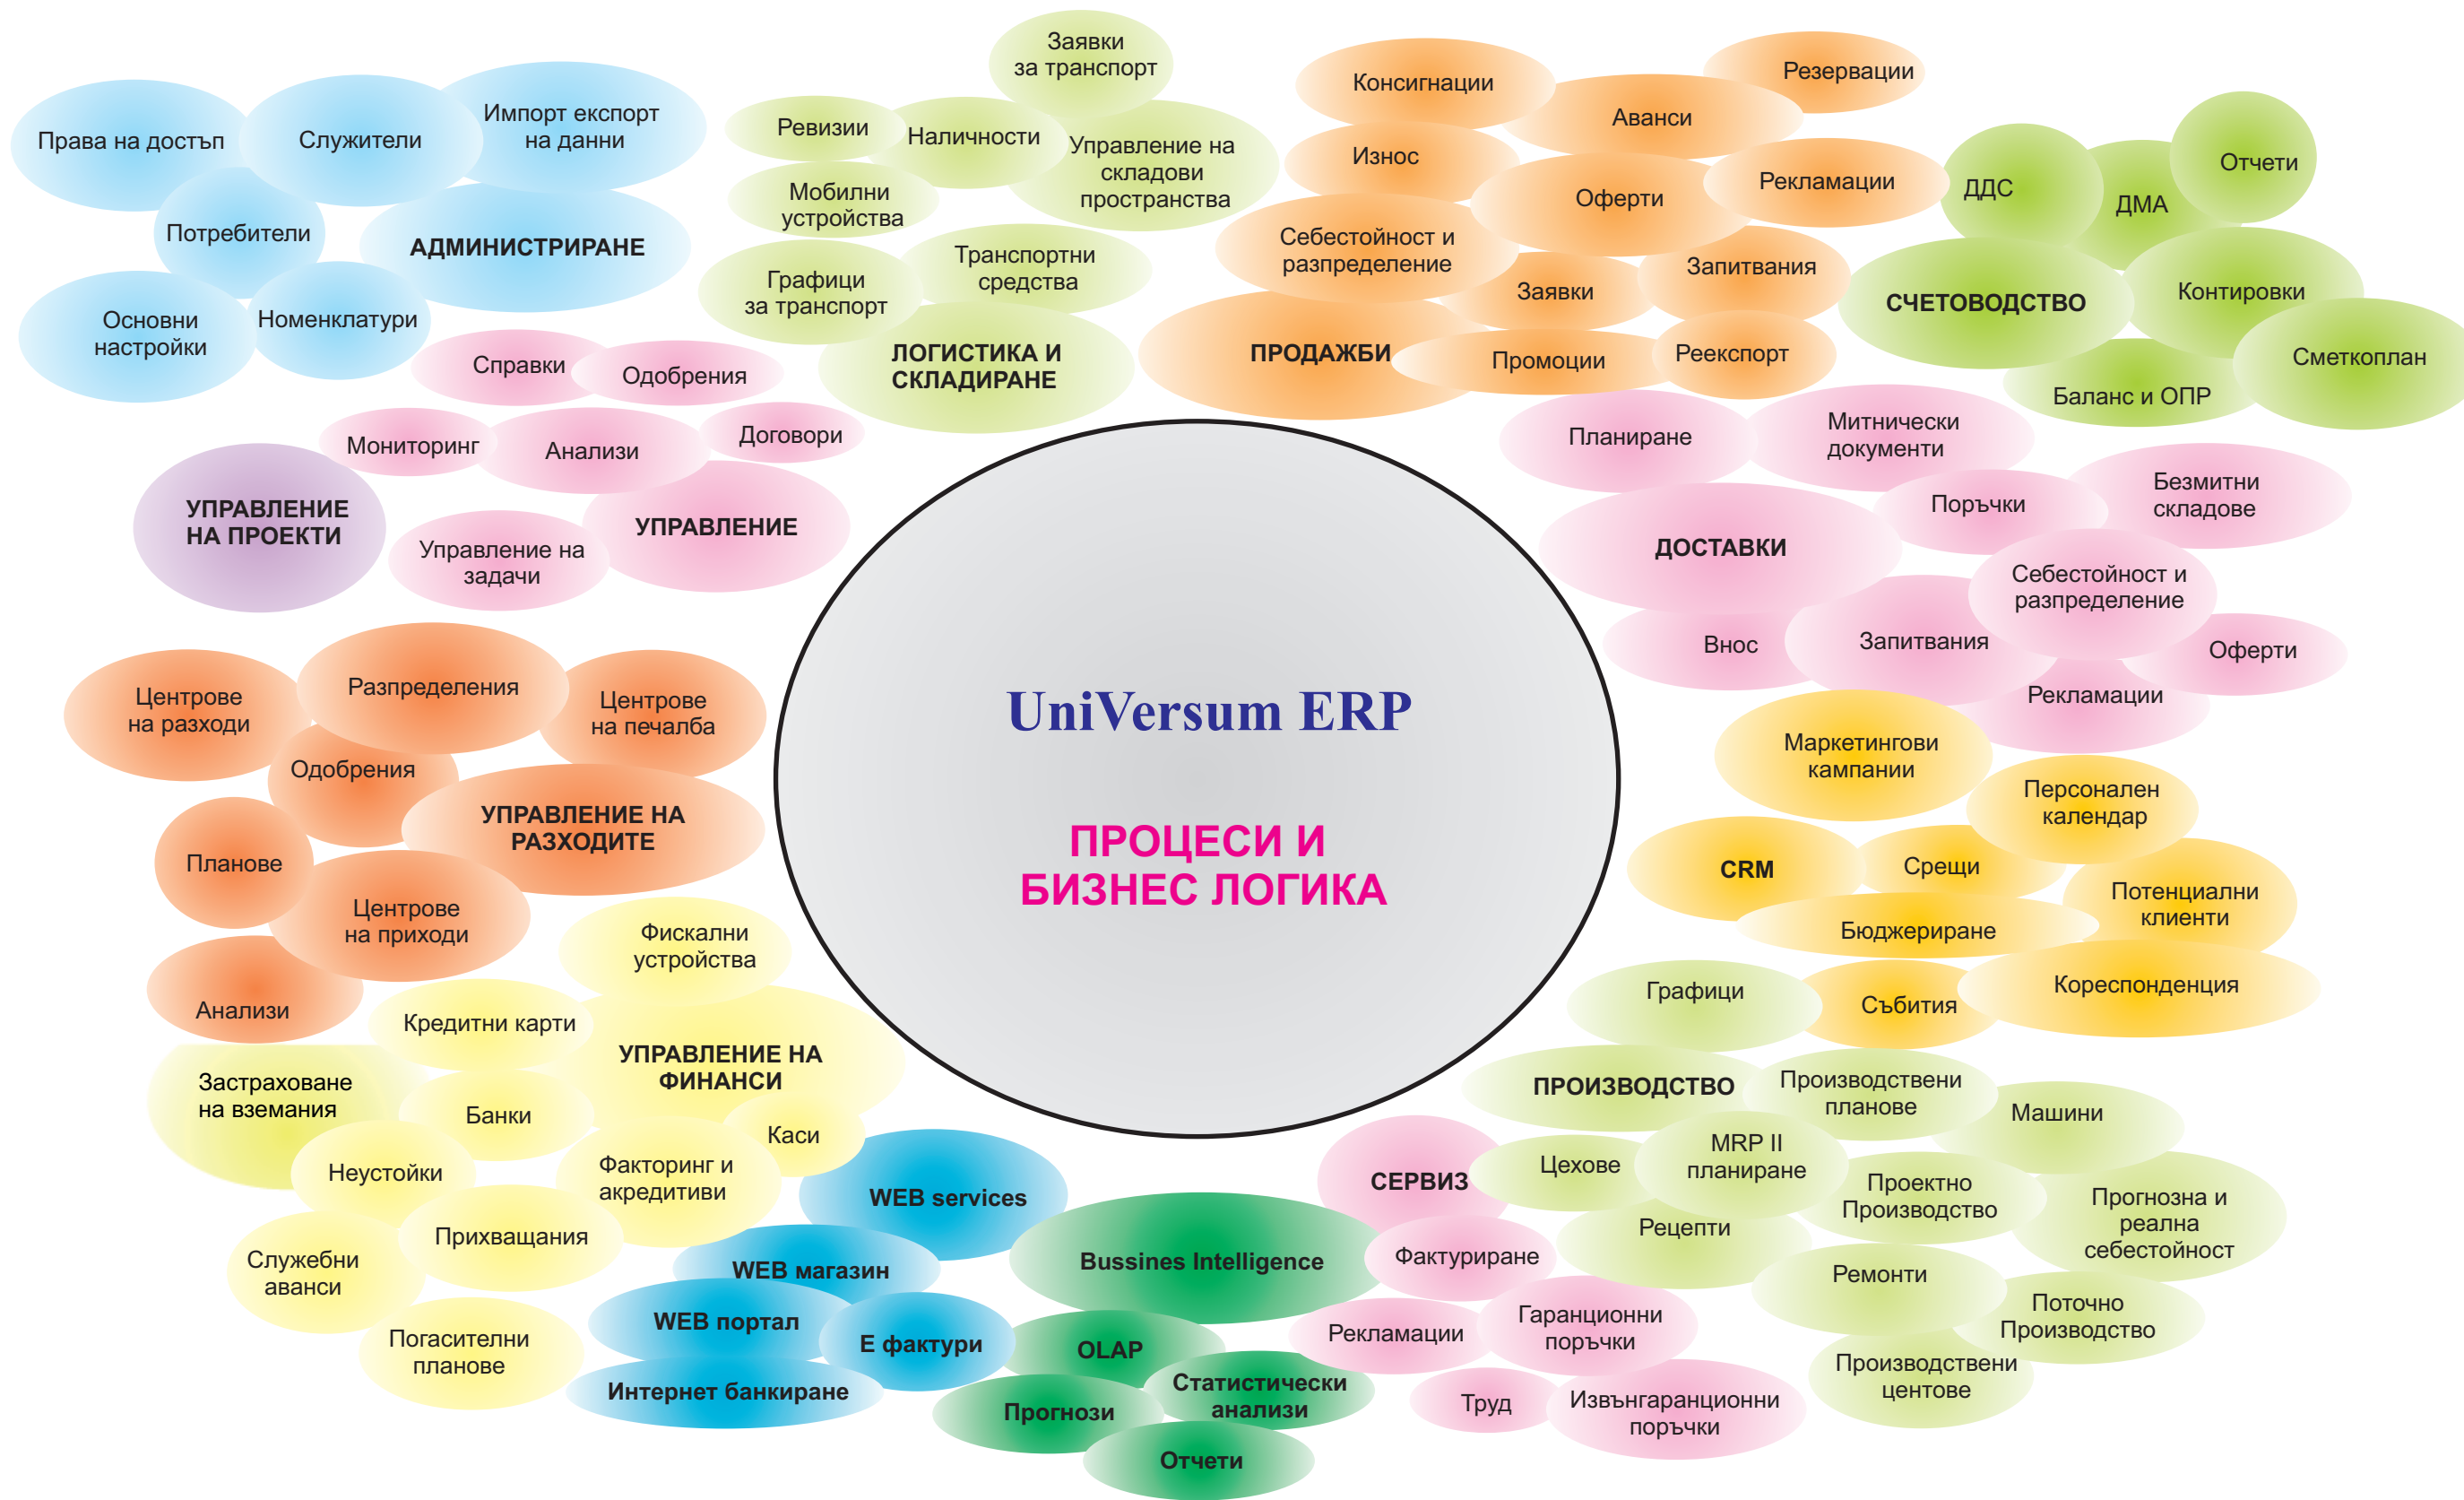 Права на достъп
Служители
Импорт експорт
на данни
Потребители
АДМИНИСТРИРАНЕ
Основни
настройки
Номенклатури
Заявки
за транспорт
Ревизии
Наличности
Управление на
складови
пространства
Мобилни
устройства
Транспортни
средства
Графици
за транспорт
ЛОГИСТИКА И
СКЛАДИРАНЕ
Консигнации
Резервации
Аванси
Износ
Оферти
Рекламации
Себестойност и
разпределение
Заявки
Запитвания
ПРОДАЖБИ
Промоции
Реекспорт
Отчети
ДДС
ДМА
СЧЕТОВОДСТВО
Контировки
Сметкоплан
Баланс и ОПР
Справки
Одобрения
Мониторинг
Анализи
Договори
УПРАВЛЕНИЕ
Управление на
задачи
УПРАВЛЕНИЕ
НА ПРОЕКТИ
Планиране
Митнически
документи
Поръчки
Безмитни
складове
ДОСТАВКИ
Себестойност и
разпределение
Внос
Запитвания
Оферти
Рекламации
UniVersum ERP
ПРОЦЕСИ И
БИЗНЕС ЛОГИКА
Центрове
на разходи
Разпределения
Центрове
на печалба
Одобрения
УПРАВЛЕНИЕ НА
РАЗХОДИТЕ
Планове
Центрове
на приходи
Анализи
Маркетингови
кампании
Персонален
календар
CRM
Срещи
Потенциални
клиенти
Бюджериране
Събития
Кореспонденция
Фискални
устройства
Кредитни карти
УПРАВЛЕНИЕ НА
ФИНАНСИ
Застраховане
на вземания
Банки
Каси
Неустойки
Факторинг и
акредитиви
Прихващания
Служебни
аванси
Погасителни
планове
Графици
ПРОИЗВОДСТВО
Производствени
планове
Машини
Цехове
MRP II
планиране
Проектно
Производство
Прогнозна и
реална
себестойност
Рецепти
Ремонти
Поточно
Производство
Производствени
центове
WEB services
WEB магазин
WEB портал
Е фактури
Интернет банкиране
Bussines Intelligence
OLAP
Прогнози
Статистически
анализи
Отчети
СЕРВИЗ
Фактуриране
Рекламации
Гаранционни
поръчки
Труд
Извънгаранционни
поръчки